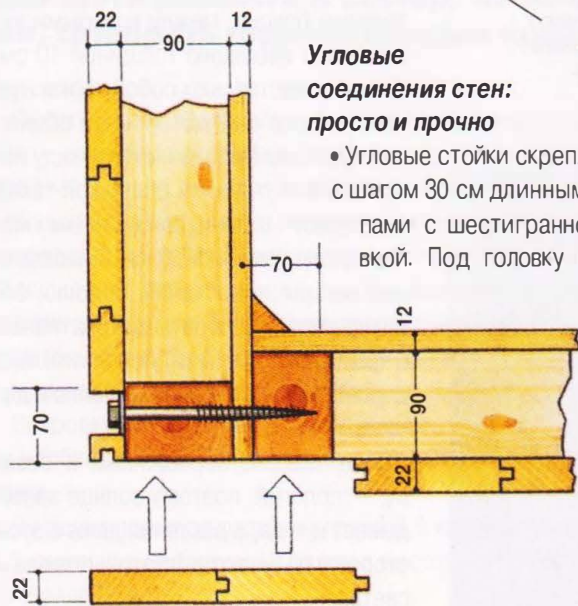 22
90
12
Угловые
соединения стен:
просто и прочно
• Угловые стойки скреп
с шагом 30 см длинным
пами с шестигранно
вкой. Под головку
70
12
90
22
70
22